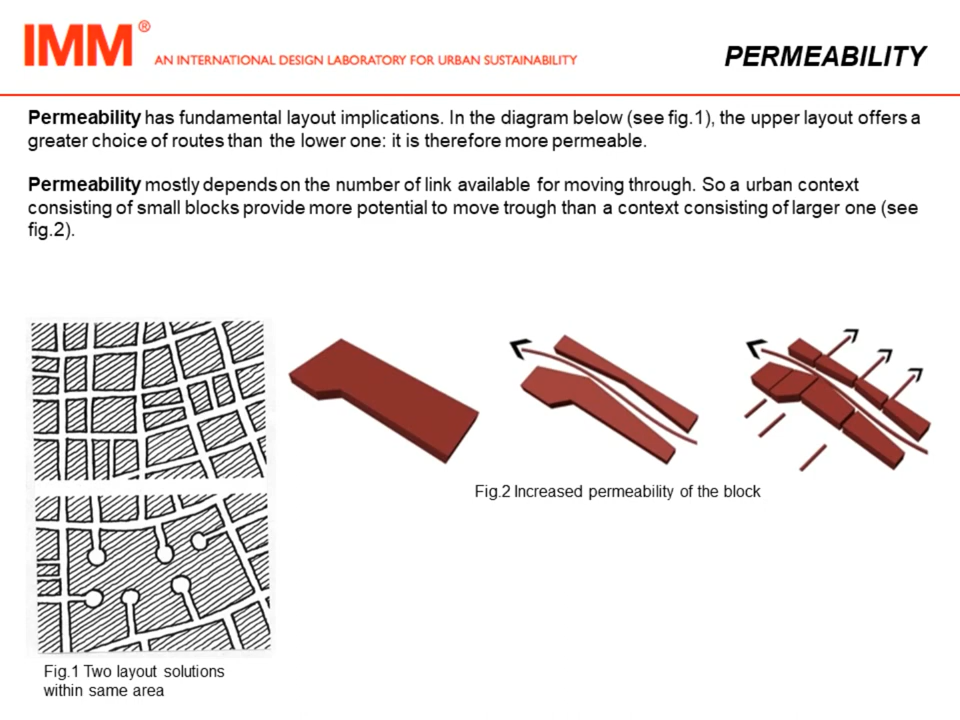 IMM®
AN INTERNATIONAL DESIGN LABORATORY FOR URBAN SUSTAINABILITY
PERMEABILITY
Permeability has fundamental layout implications. In the diagram below (see fig.1), the upper layout offers a
greater choice of routes than the lower one: it is therefore more permeable.
Permeability mostly depends on the number of link available for moving through. So a urban context
consisting of small blocks provide more potential to move trough than a context consisting of larger one (see
fig.2).
Fig.2 Increased permeability of the block
Fig.1 Two layout solutions
within same area